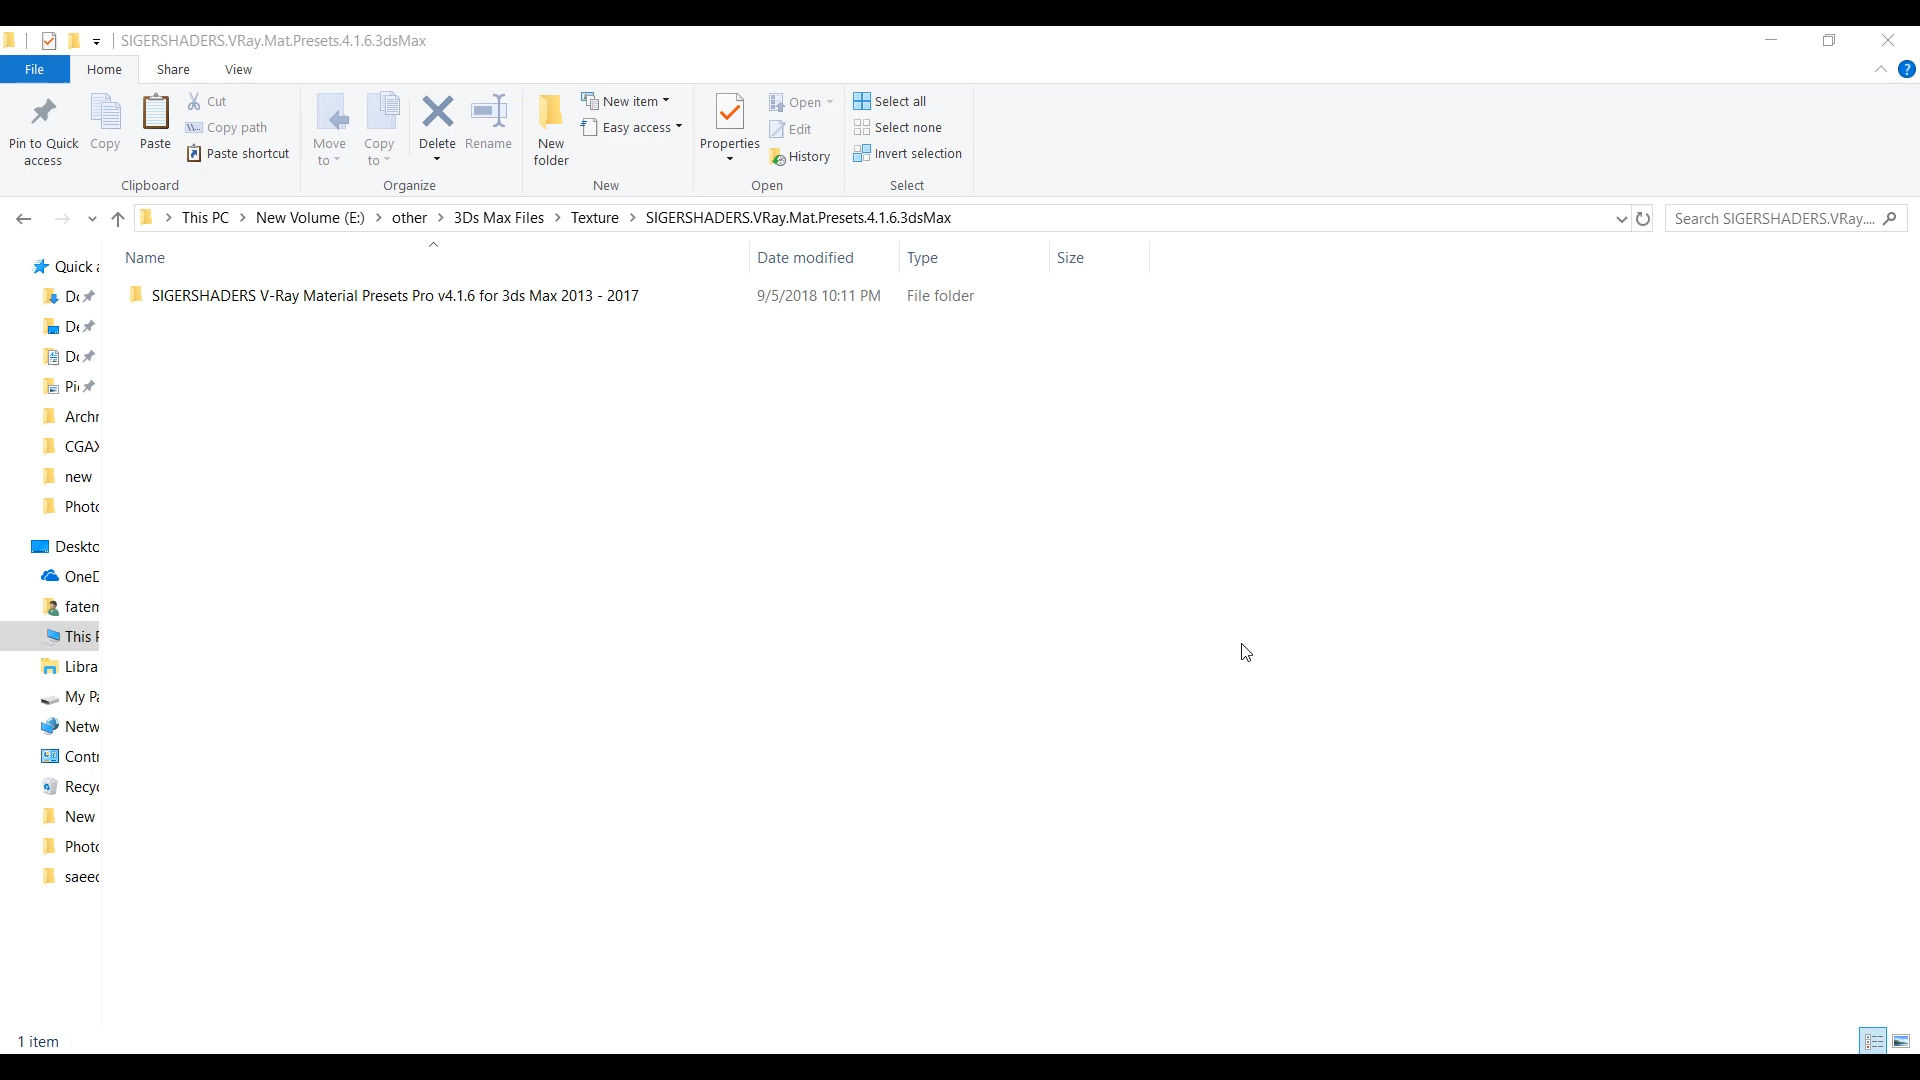 SIGERSHADERS.VRay.Mat.Presets.4.1.6.3dsMax
File Home Share View
Pin to Quick access
Copy
Paste
Cut
Copy path
Paste shortcut
Clipboard
Move to
Copy to
Delete
Rename
Organize
New folder
New item
Easy access
New
Properties
Open
Edit
History
Open
Select all
Select none
Invert selection
Select
This PC > New Volume (E:) > other > 3Ds Max Files > Texture > SIGERSHADERS.VRay.Mat.Presets.4.1.6.3dsMax
Search SIGERSHADERS.VRay....
Name Date modified Type Size
SIGERSHADERS V-Ray Material Presets Pro v4.1.6 for 3ds Max 2013 - 2017 9/5/2018 10:11 PM File folder
Quick
new
This
New
1 item